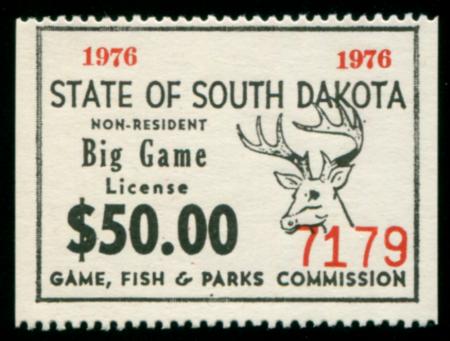 1976 1976
STATE OF SOUTH DAKOTA
NON-RESIDENT
Big Game
License
$50.00
7179
GAME, FISH & PARKS COMMISSION